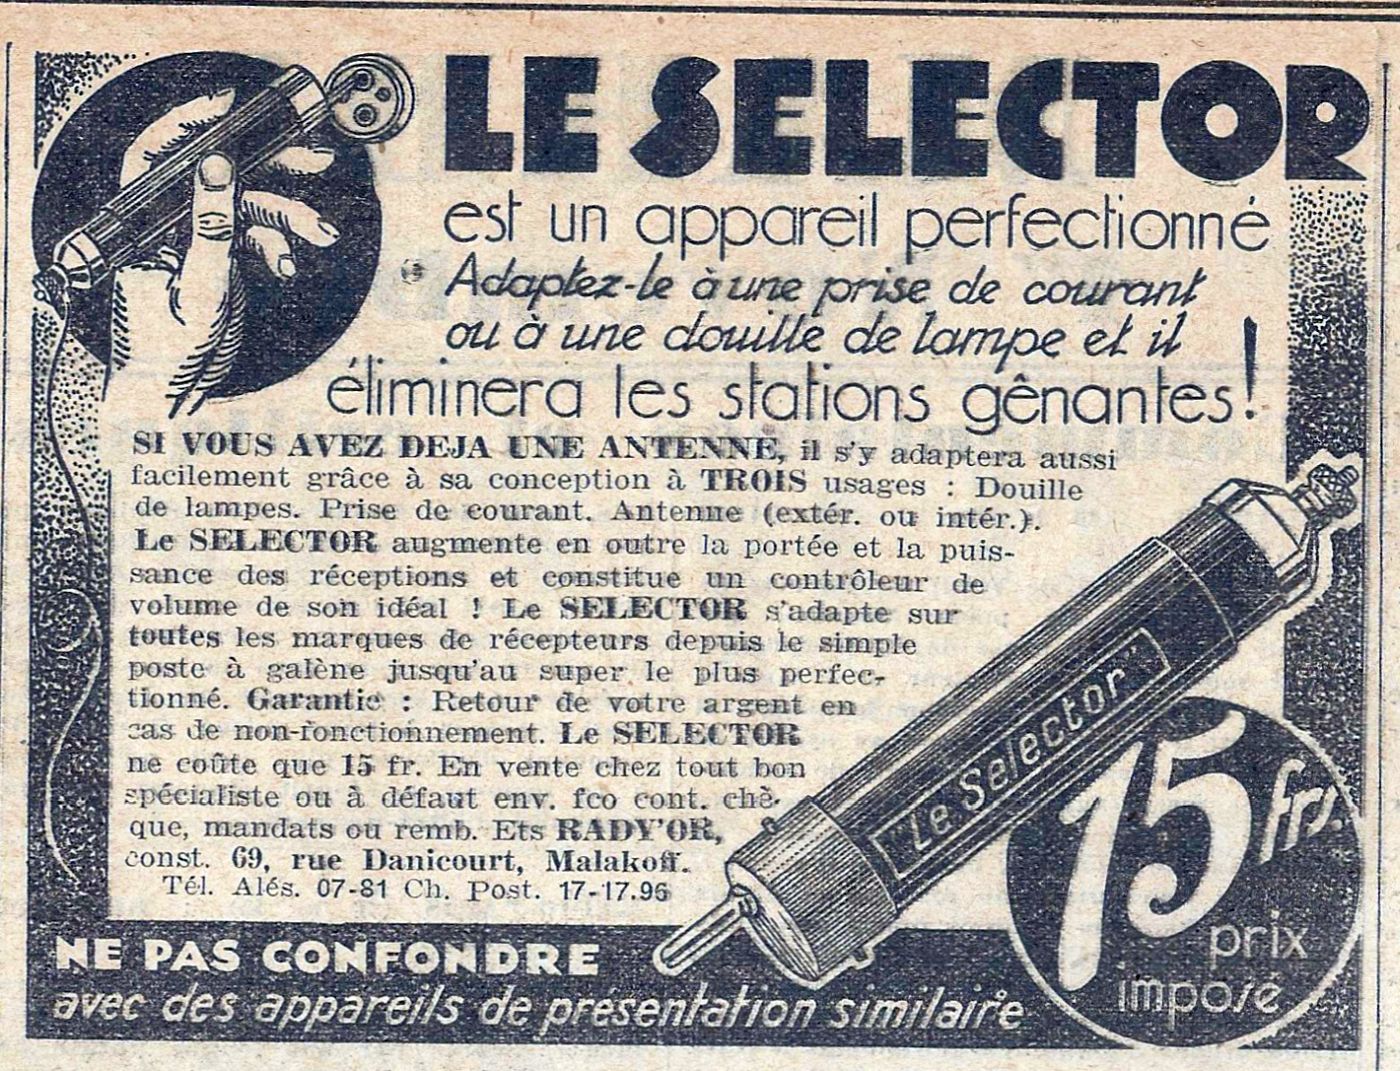 LE SELECTOR
est un appareil perfectionné
Adaptez-le à une prise de courant
ou à une douille de lampe et il
éliminera les stations gênantes!
SI VOUS AVEZ DEJA UNE ANTENNE, il s'y adaptera aussi
facilement grâce à sa conception à TROIS usages : Douille
de lampes. Prise de courant. Antenne (extér. ou intér.).
Le SELECTOR augmente en outre la portée et la puis-
sance des réceptions et constitue un contrôleur de
volume de son idéal ! Le SELECTOR s'adapte sur
toutes les marques de récepteurs depuis le simple
poste à galène jusqu'au super le plus perfec-
tionné. Garantie : Retour de votre argent en
cas de non-fonctionnement. Le SELECTOR
ne coûte que 15 fr. En vente chez tout bon
spécialiste ou à défaut env. fco cont. chè-
que, mandats ou remb. Ets RADY'OR,
const. 69, rue Danicourt, Malakoff.
Tél. Alés. 07-81 Ch. Post. 17-17.96
"Le Selector"
15 frs.
prix
imposé
NE PAS CONFONDRE
avec des appareils de présentation similaire